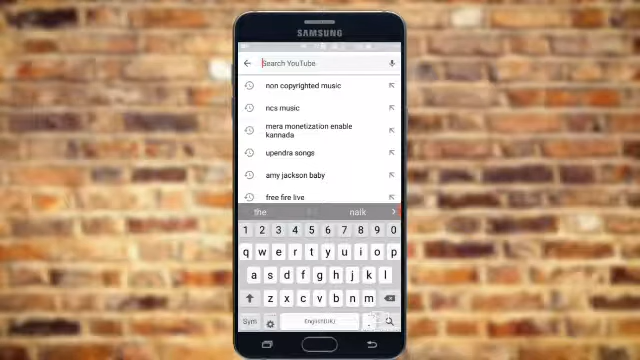 SAMSUNG
Search YouTube
non copyrighted music
ncs music
mera monetization enable
kannada
upendra songs
amy jackson baby
free fire live
the nalk
1 2 3 4 5 6 7 8 9 0
q w e r t y u i o p
a s d f g h j k l
z x c v b n m
Sym English(UK)